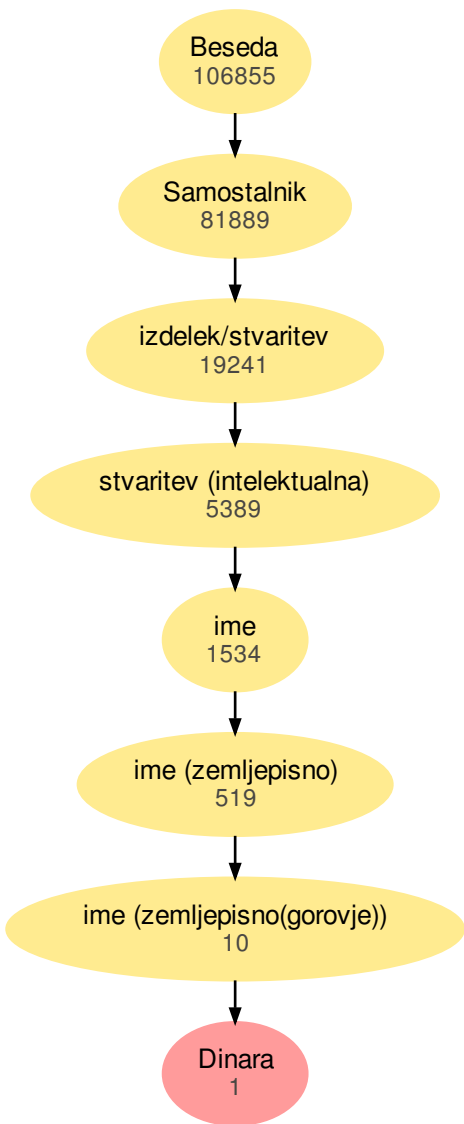 Beseda
106855
Samostalnik
81889
izdelek/stvaritev
19241
stvaritev (intelektualna)
5389
ime
1534
ime (zemljepisno)
519
ime (zemljepisno(gorovje))
10
Dinara
1